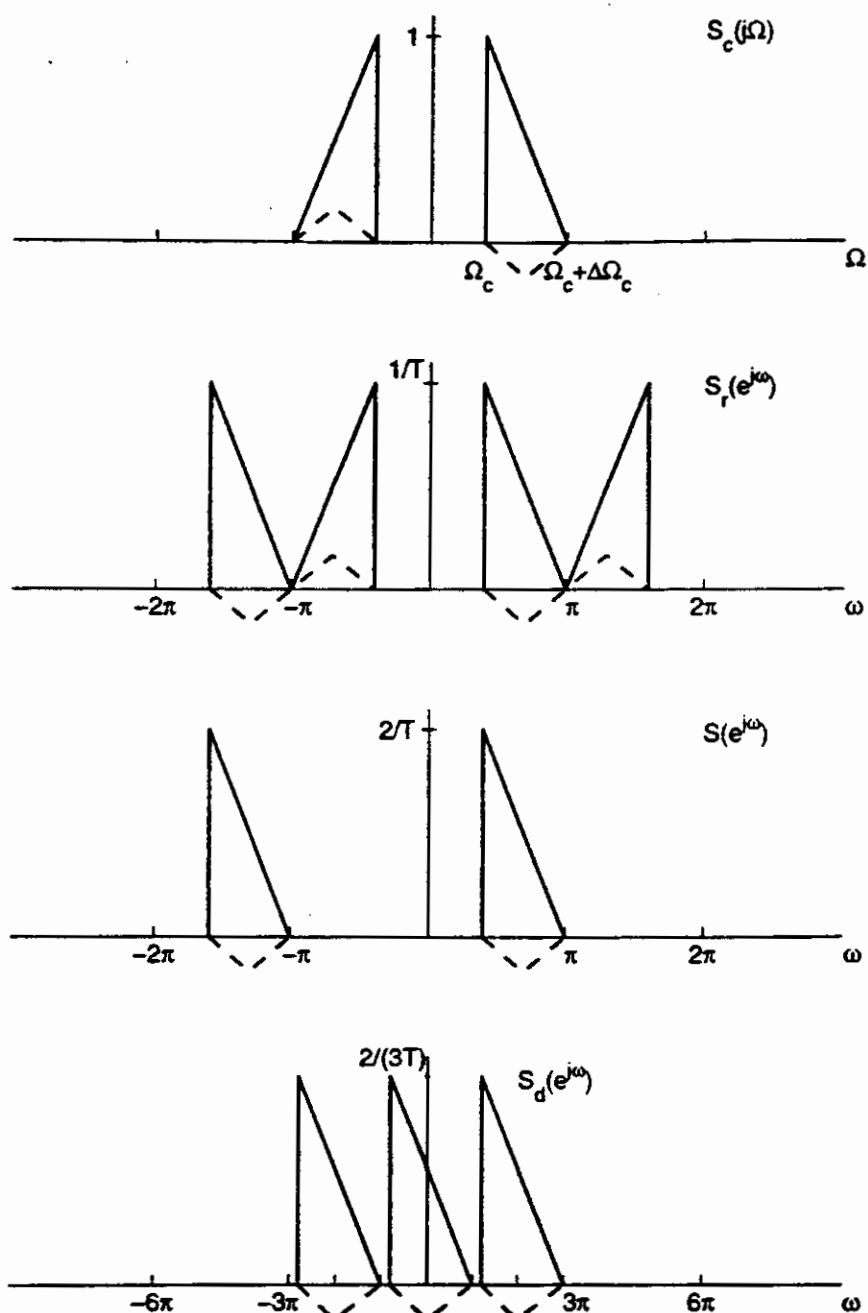 1
S_c(jΩ)
Ω_c
Ω_c+ΔΩ_c
Ω
1/T
S_r(e^{jω})
−2π
−π
π
2π
ω
2/T
S(e^{jω})
−2π
−π
π
2π
ω
2/(3T)
S_d(e^{jω})
−6π
−3π
3π
6π
ω